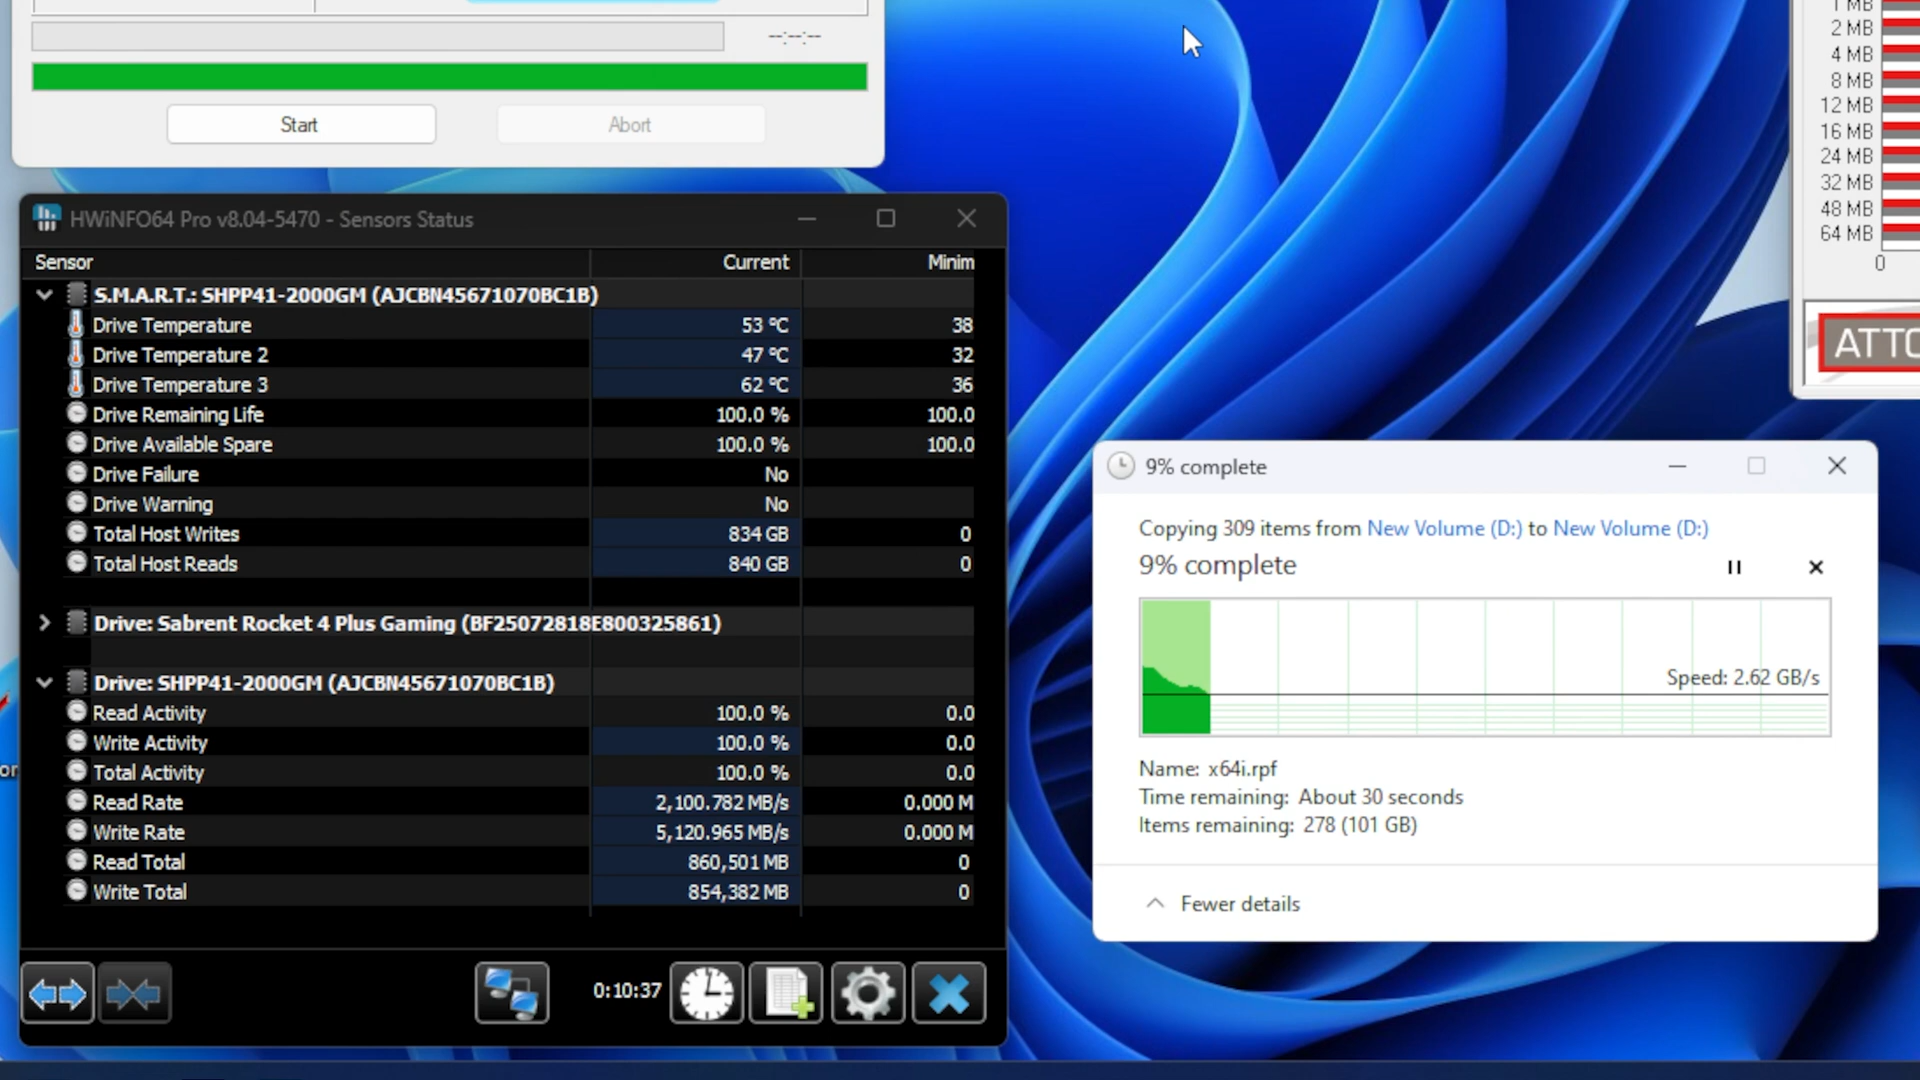 --:--:--
Start
Abort
HWiNFO64 Pro v8.04-5470 - Sensors Status
Sensor Current Minim
S.M.A.R.T.: SHPP41-2000GM (AJCBN45671070BC1B)
Drive Temperature 53 °C 38
Drive Temperature 2 47 °C 32
Drive Temperature 3 62 °C 36
Drive Remaining Life 100.0 % 100.0
Drive Available Spare 100.0 % 100.0
Drive Failure No
Drive Warning No
Total Host Writes 834 GB 0
Total Host Reads 840 GB 0
Drive: Sabrent Rocket 4 Plus Gaming (BF25072818E800325861)
Drive: SHPP41-2000GM (AJCBN45671070BC1B)
Read Activity 100.0 % 0.0
Write Activity 100.0 % 0.0
Total Activity 100.0 % 0.0
Read Rate 2,100.782 MB/s 0.000 M
Write Rate 5,120.965 MB/s 0.000 M
Read Total 860,501 MB 0
Write Total 854,382 MB 0
0:10:37
1 MB
2 MB
4 MB
8 MB
12 MB
16 MB
24 MB
32 MB
48 MB
64 MB
0
ATTO
9% complete
Copying 309 items from New Volume (D:) to New Volume (D:)
9% complete
Speed: 2.62 GB/s
Name: x64i.rpf
Time remaining: About 30 seconds
Items remaining: 278 (101 GB)
Fewer details